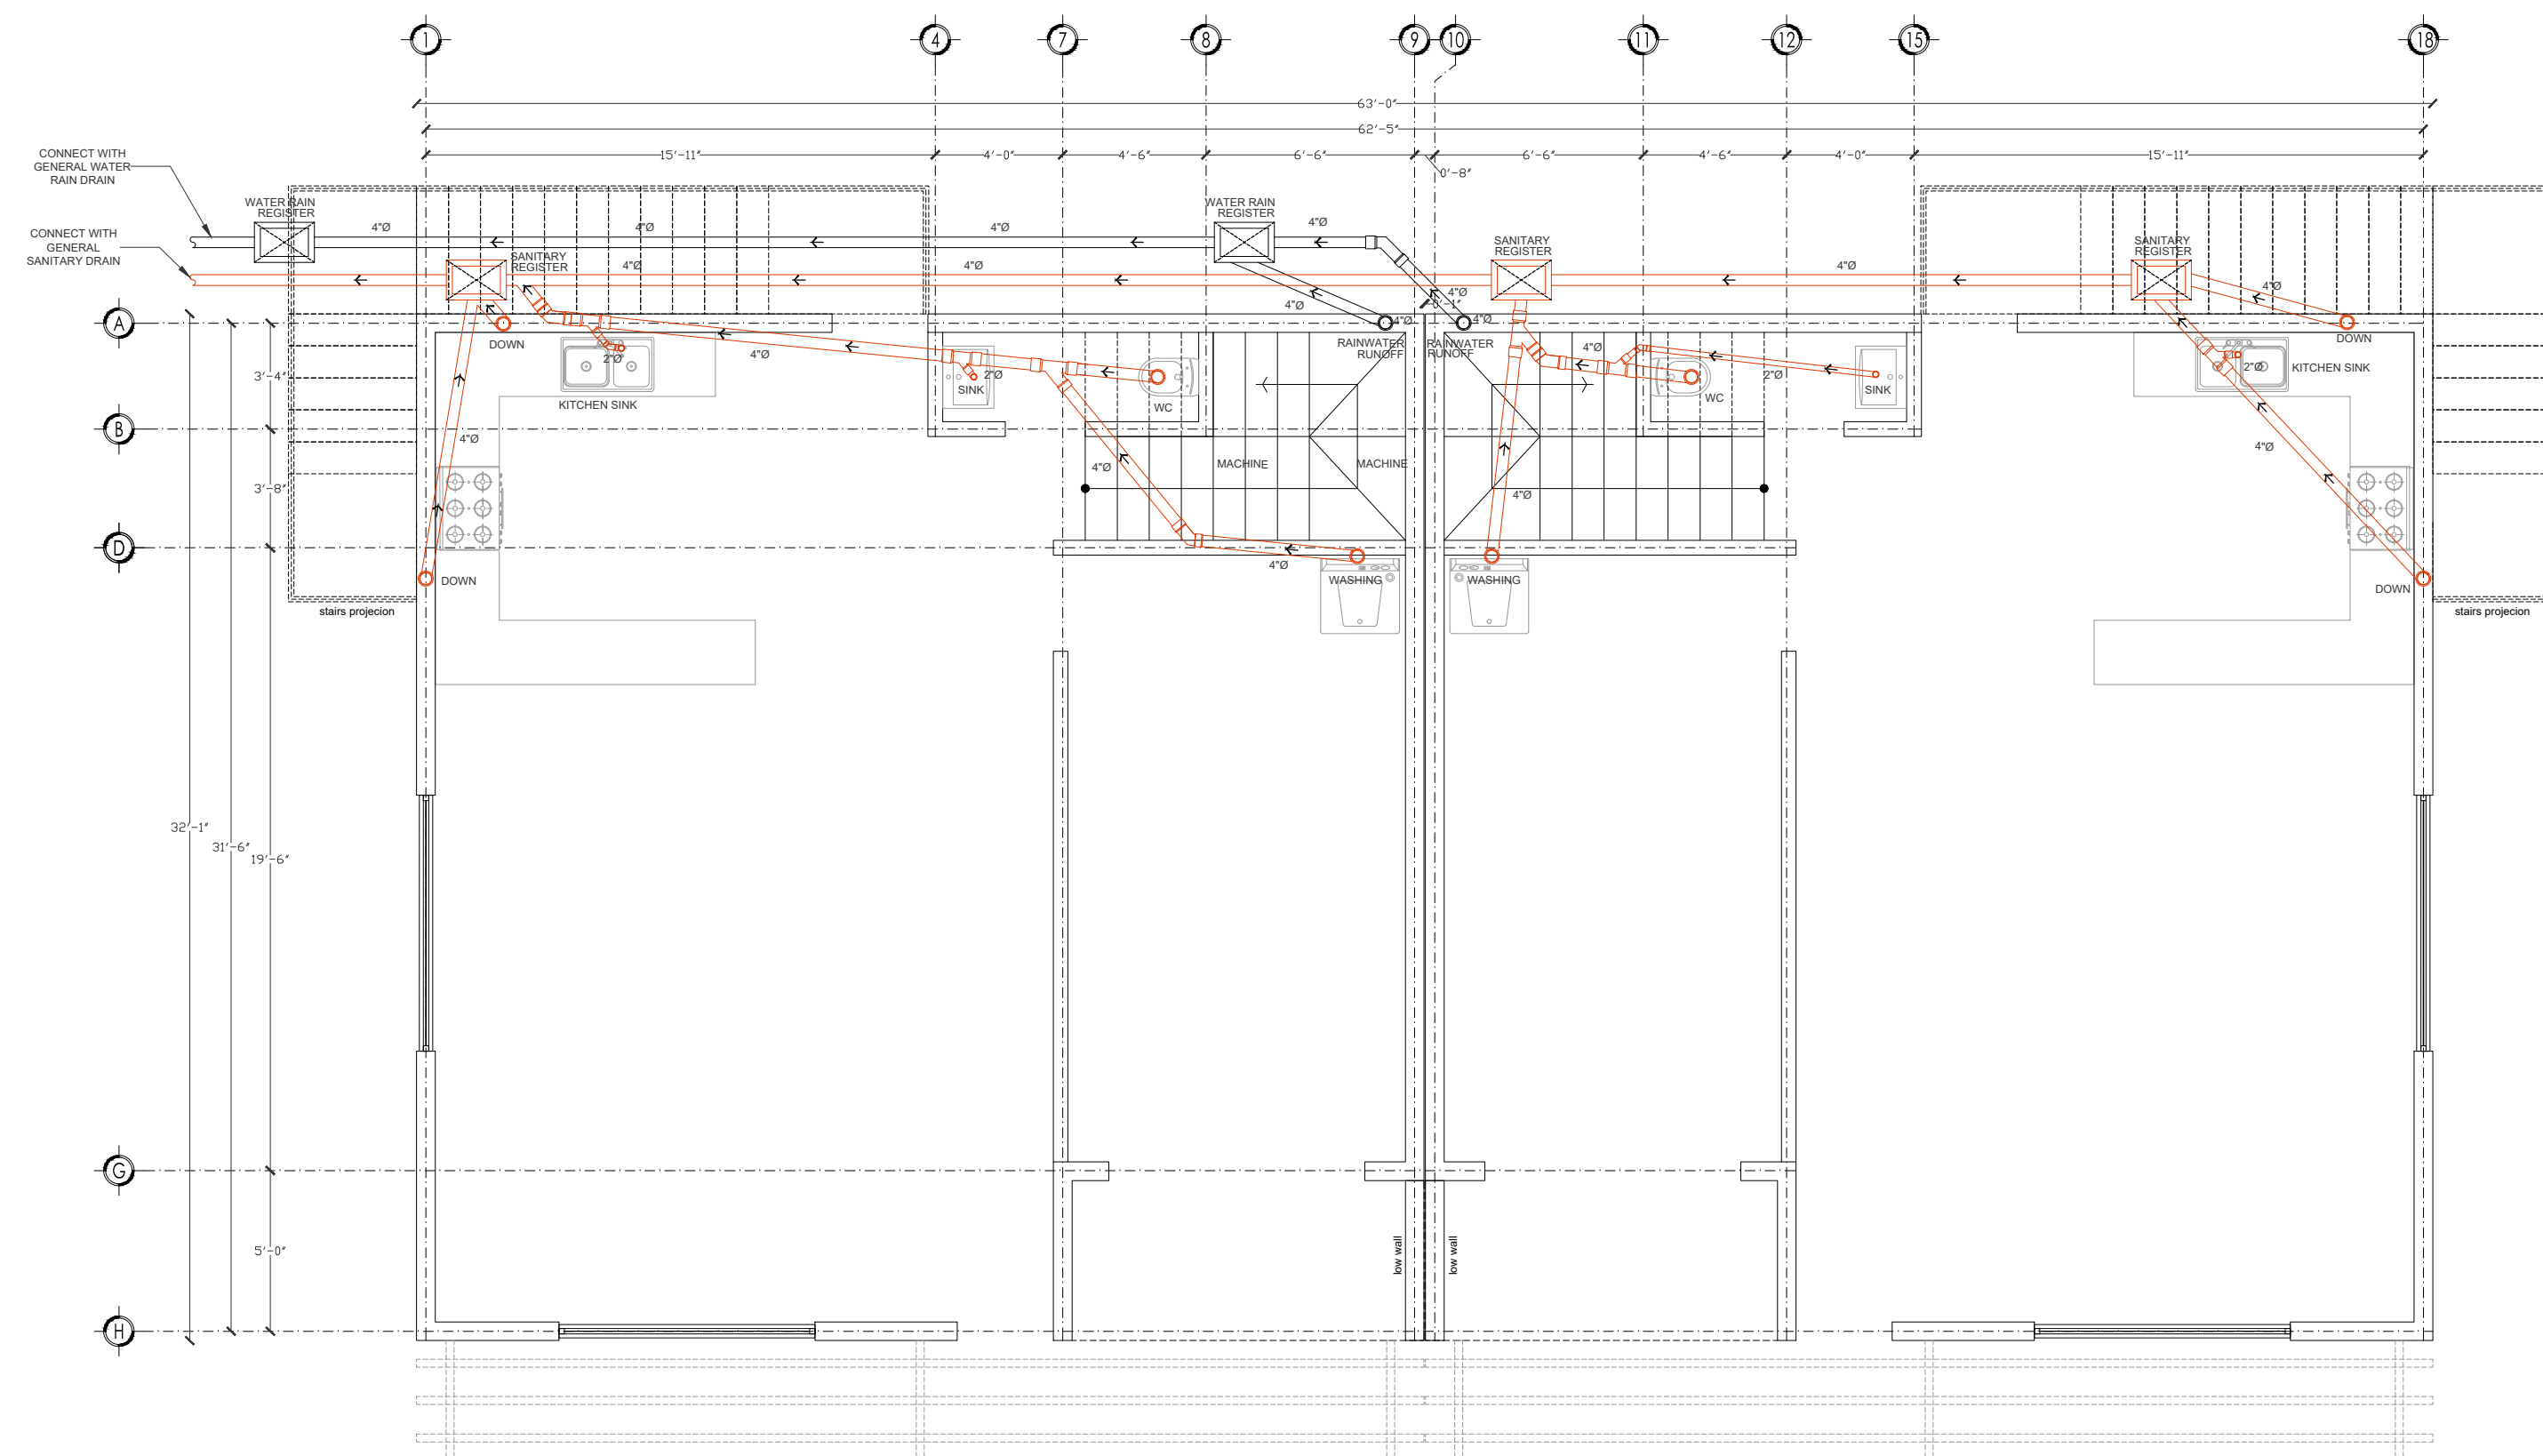 1
4
7
8
9
10
11
12
15
18
63'-0"
62'-5"
15'-11"
4'-0"
4'-6"
6'-6"
0'-8"
6'-6"
4'-6"
4'-0"
15'-11"
CONNECT WITH
GENERAL WATER
RAIN DRAIN
CONNECT WITH
GENERAL
SANITARY DRAIN
WATER RAIN
REGISTER
4"Ø
4"Ø
4"Ø
WATER RAIN
REGISTER
4"Ø
SANITARY
REGISTER
4"Ø
4"Ø
SANITARY
REGISTER
4"Ø
SANITARY
REGISTER
4"Ø
4"Ø
4"Ø
0'-1"
4"Ø
4"Ø
A
DOWN
2"Ø
4"Ø
KITCHEN SINK
2"Ø
SINK
WC
RAINWATER
RUNOFF
RAINWATER
RUNOFF
4"Ø
WC
2"Ø
SINK
DOWN
2"Ø
KITCHEN SINK
3'-4"
B
4"Ø
4"Ø
MACHINE
MACHINE
4"Ø
4"Ø
3'-8"
D
4"Ø
DOWN
WASHING
WASHING
DOWN
stairs projecion
stairs projecion
32'-1"
31'-6"
19'-6"
G
5'-0"
low wall
low wall
H